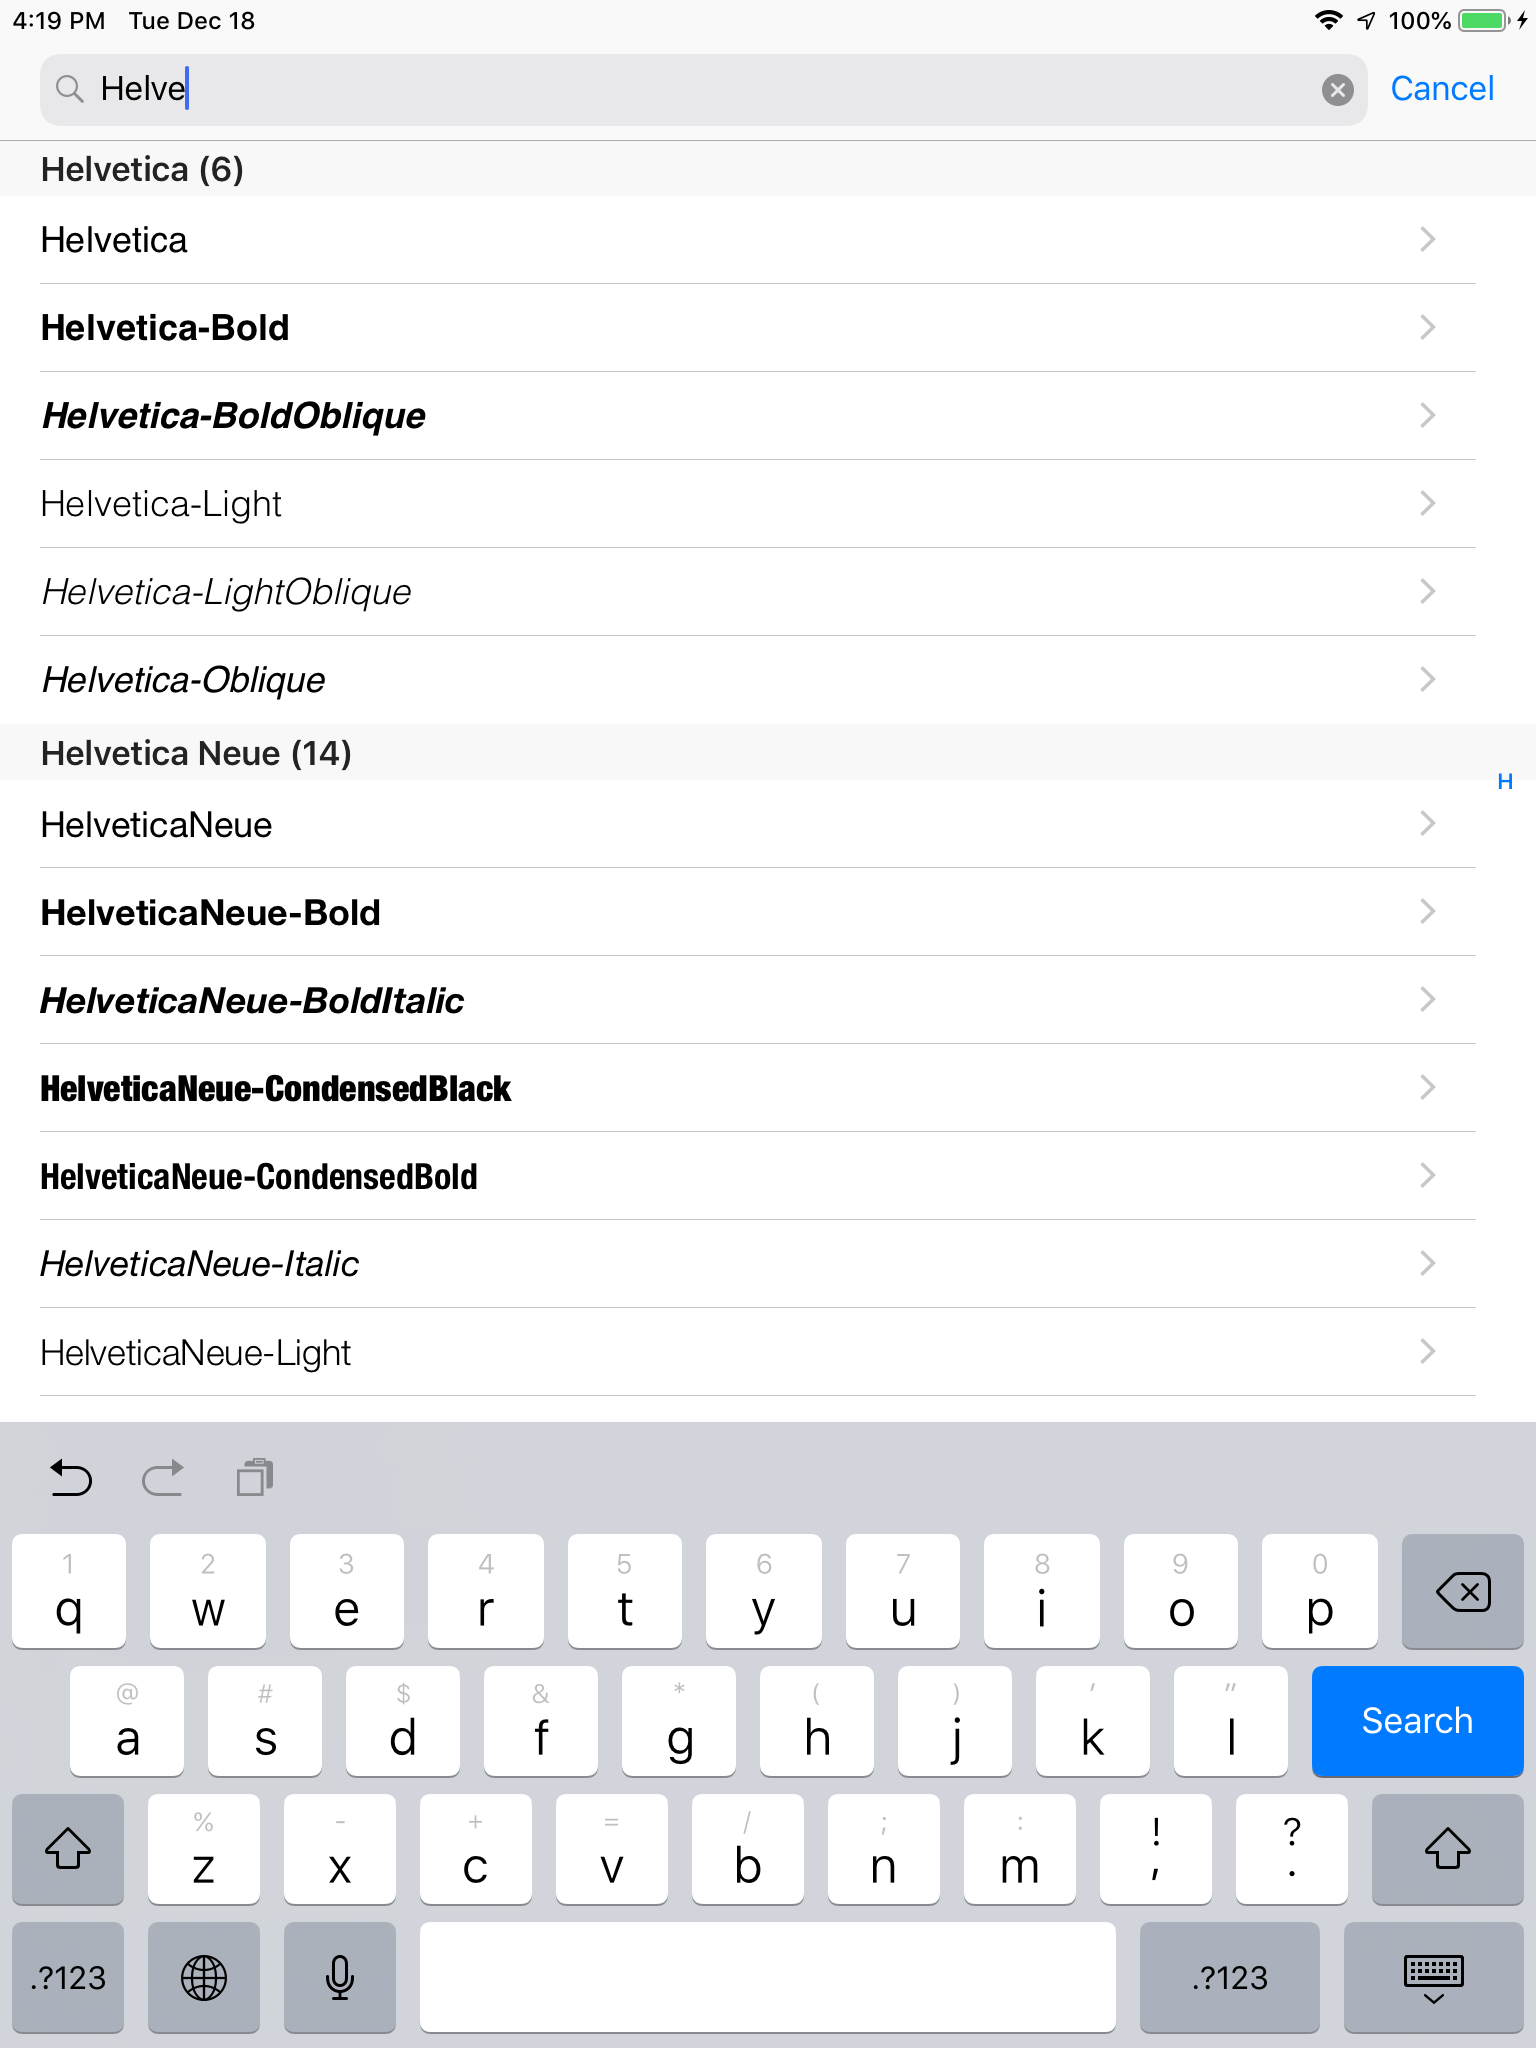 4:19 PM Tue Dec 18 100%
Helve Cancel
Helvetica (6)
Helvetica
Helvetica-Bold
Helvetica-BoldOblique
Helvetica-Light
Helvetica-LightOblique
Helvetica-Oblique
Helvetica Neue (14)
H
HelveticaNeue
HelveticaNeue-Bold
HelveticaNeue-BoldItalic
HelveticaNeue-CondensedBlack
HelveticaNeue-CondensedBold
HelveticaNeue-Italic
HelveticaNeue-Light
1 2 3 4 5 6 7 8 9 0
q w e r t y u i o p
@ # $ & * ( ) ' "
a s d f g h j k l Search
% - + = / ; : ! ?
z x c v b n m , .
.?123 .?123